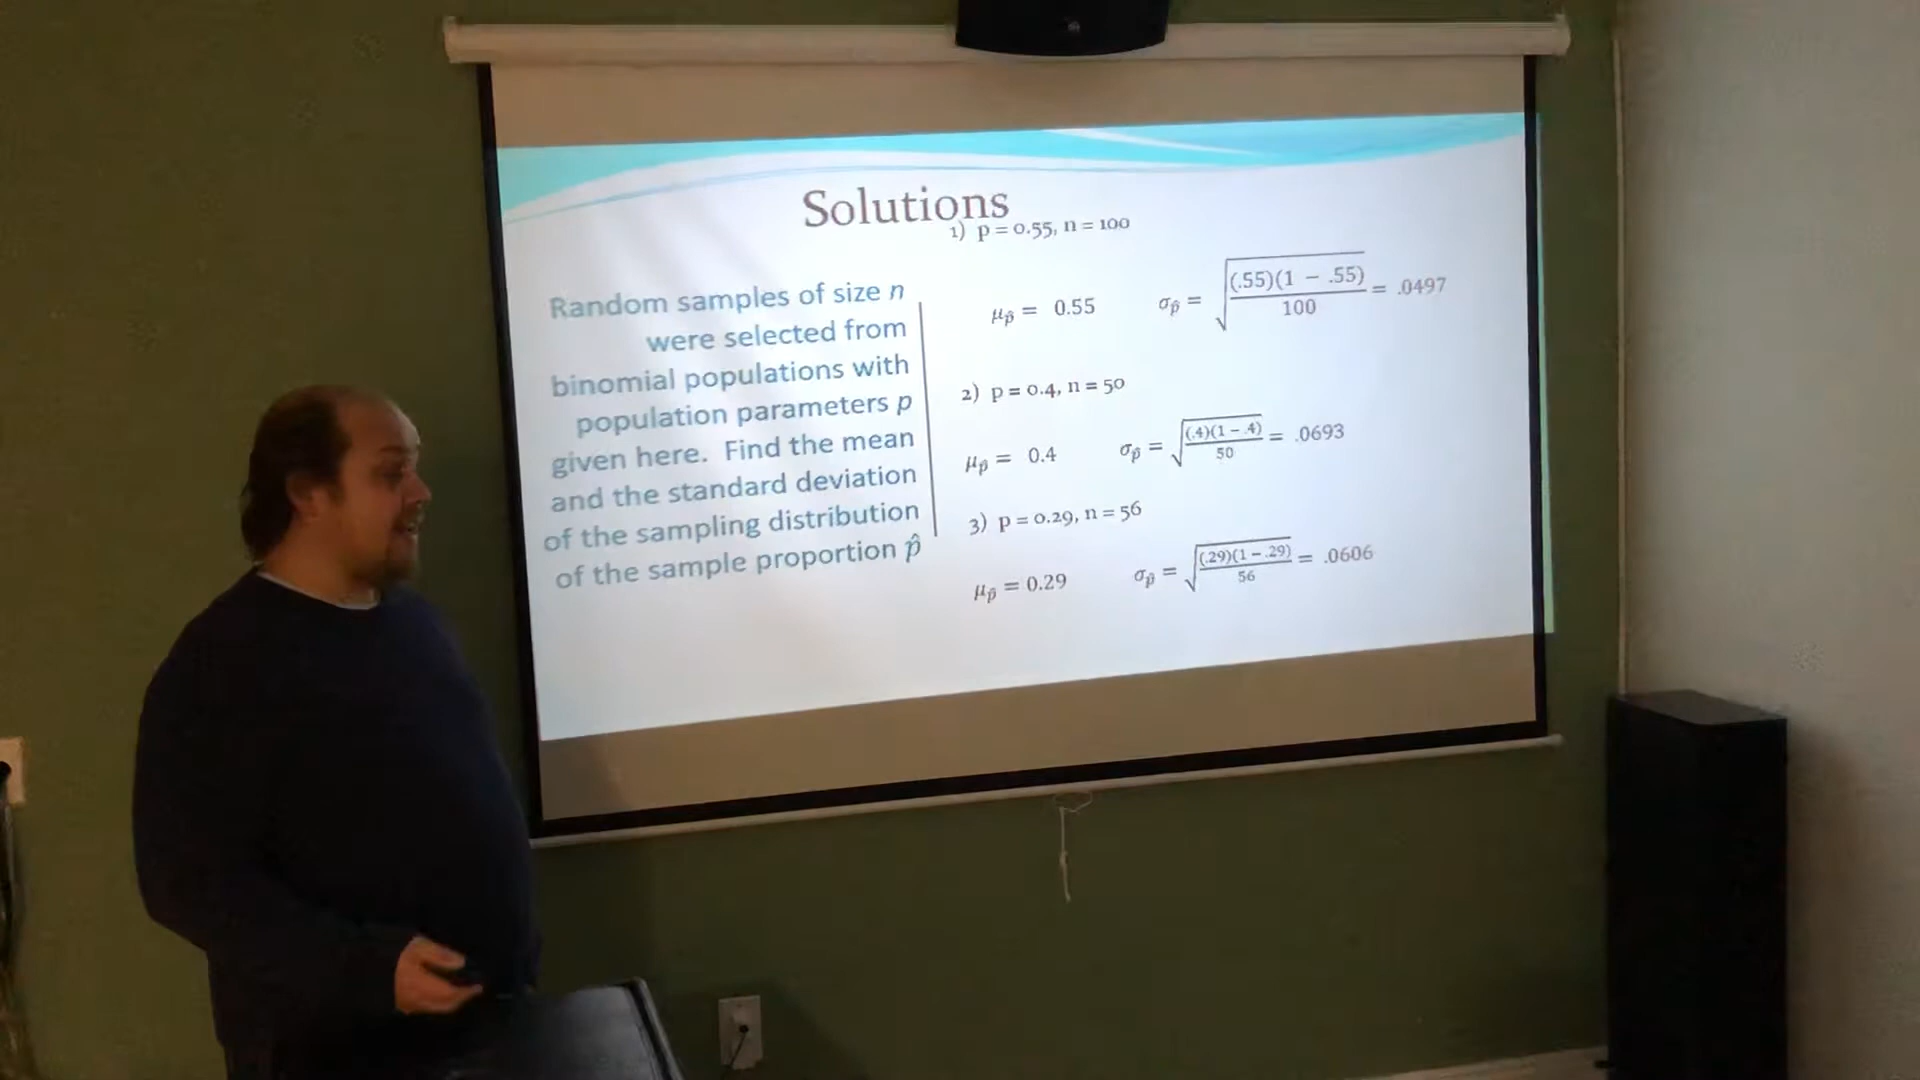 Solutions
Random samples of size n
were selected from
binomial populations with
population parameters p
given here. Find the mean
and the standard deviation
of the sampling distribution
of the sample proportion p̂
1) p = 0.55, n = 100
μp̂ = 0.55 σp̂ = √((.55)(1 − .55)/100) = .0497
2) p = 0.4, n = 50
μp̂ = 0.4 σp̂ = √((.4)(1 − .4)/50) = .0693
3) p = 0.29, n = 56
μp̂ = 0.29 σp̂ = √((.29)(1 − .29)/56) = .0606